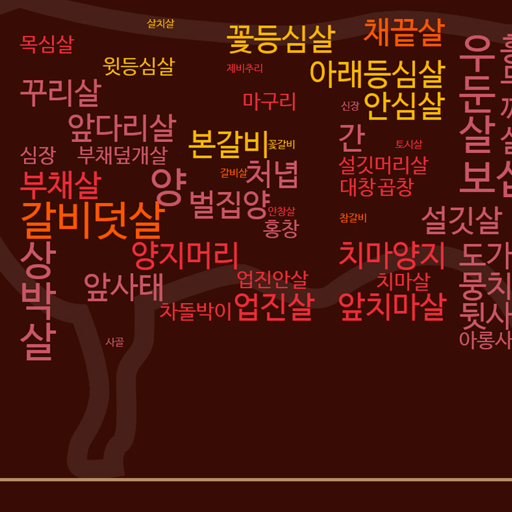 살치살
목심살
꽃등심살
채끝살
윗등심살
제비추리
아래등심살
우둔살
꾸리살
마구리
신장
안심살
앞다리살
본갈비
꽃갈비
간
토시살
심장
부채덮개살
갈비살
처녑
설깃머리살
부채살
양
대창곱창
갈비덧살
벌집양
안창살
참갈비
홍창
설깃살
상박살
양지머리
치마양지
도가
앞사태
업진안살
치마살
뭉치
차돌박이
업진살
앞치마살
뒷사
사골
아롱사